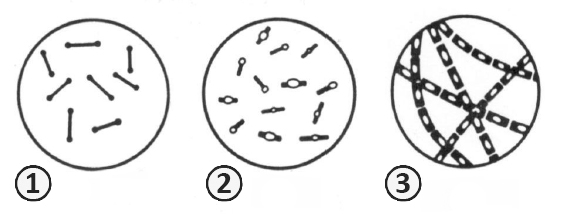 ① ② ③